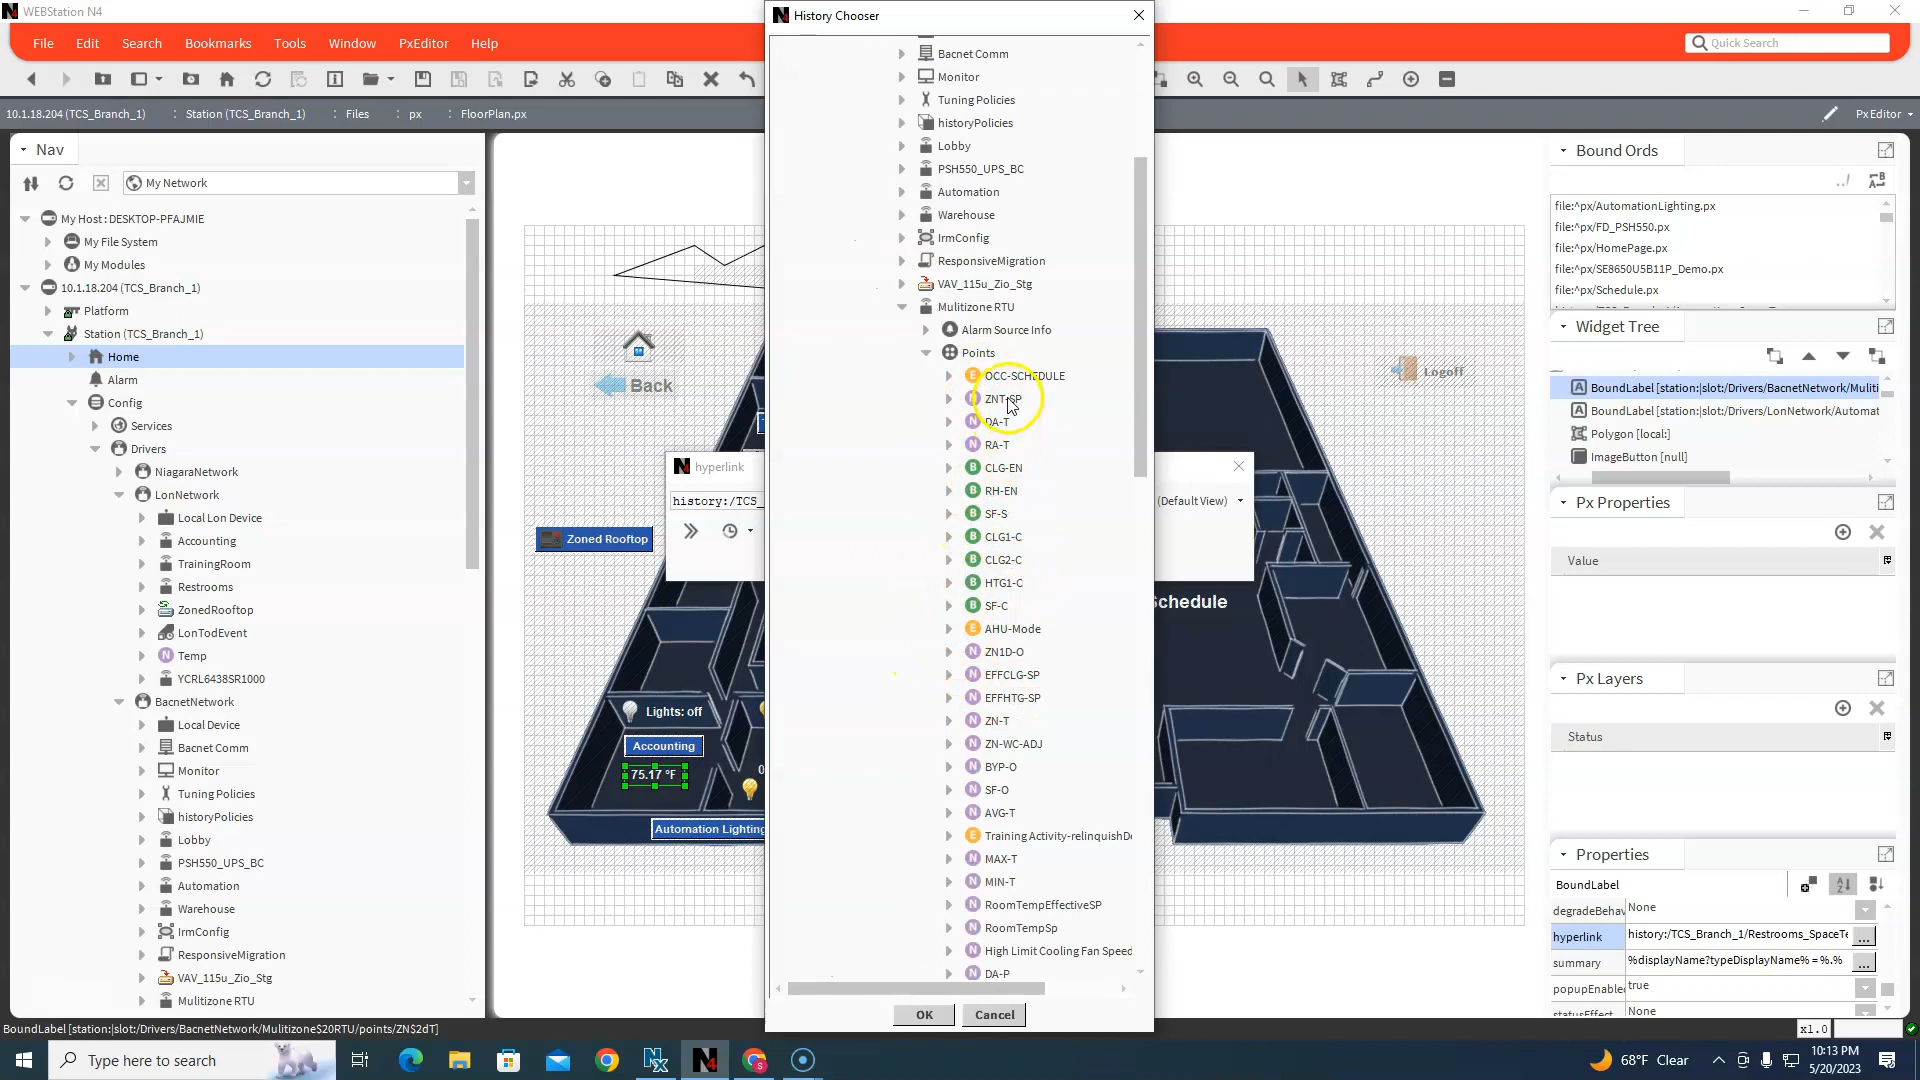 WEBStation N4
File Edit Search Bookmarks Tools Window PxEditor Help
Quick Search
10.1.18.204 (TCS_Branch_1) : Station (TCS_Branch_1) : Files : px : FloorPlan.px
PxEditor
Nav
My Network
My Host : DESKTOP-PFAJMIE
My File System
My Modules
10.1.18.204 (TCS_Branch_1)
Platform
Station (TCS_Branch_1)
Home
Alarm
Config
Services
Drivers
NiagaraNetwork
LonNetwork
Local Lon Device
Accounting
TrainingRoom
Restrooms
ZonedRooftop
LonTodEvent
Temp
YCRL6438SR1000
BacnetNetwork
Local Device
Bacnet Comm
Monitor
Tuning Policies
historyPolicies
Lobby
PSH550_UPS_BC
Automation
Warehouse
IrmConfig
ResponsiveMigration
VAV_115u_Zio_Stg
Mulitizone RTU
Back
Logoff
Zoned Rooftop
Schedule
Lights: off
Accounting
75.17 °F
Automation Lighting
hyperlink
history:/TCS_
(Default View)
History Chooser
Bacnet Comm
Monitor
Tuning Policies
historyPolicies
Lobby
PSH550_UPS_BC
Automation
Warehouse
IrmConfig
ResponsiveMigration
VAV_115u_Zio_Stg
Mulitizone RTU
Alarm Source Info
Points
OCC-SCHEDULE
ZNT-SP
DA-T
RA-T
CLG-EN
RH-EN
SF-S
CLG1-C
CLG2-C
HTG1-C
SF-C
AHU-Mode
ZN1D-O
EFFCLG-SP
EFFHTG-SP
ZN-T
ZN-WC-ADJ
BYP-O
SF-O
AVG-T
Training Activity-relinquishDe
MAX-T
MIN-T
RoomTempEffectiveSP
RoomTempSp
High Limit Cooling Fan Speed
DA-P
OK Cancel
Bound Ords
file:^px/AutomationLighting.px
file:^px/FD_PSH550.px
file:^px/HomePage.px
file:^px/SE8650U5B11P_Demo.px
file:^px/Schedule.px
Widget Tree
BoundLabel [station:|slot:/Drivers/BacnetNetwork/Muliti
BoundLabel [station:|slot:/Drivers/LonNetwork/Automat
Polygon [local:]
ImageButton [null]
Px Properties
Value
Px Layers
Status
Properties
BoundLabel
degradeBehav None
hyperlink history:/TCS_Branch_1/Restrooms_SpaceTe ...
summary %displayName?typeDisplayName% = %.% ...
popupEnable true
statusEffect None
BoundLabel [station:|slot:/Drivers/BacnetNetwork/Mulitizone$20RTU/points/ZN$2dT]
x1.0
Type here to search
68°F Clear
10:13 PM
5/20/2023